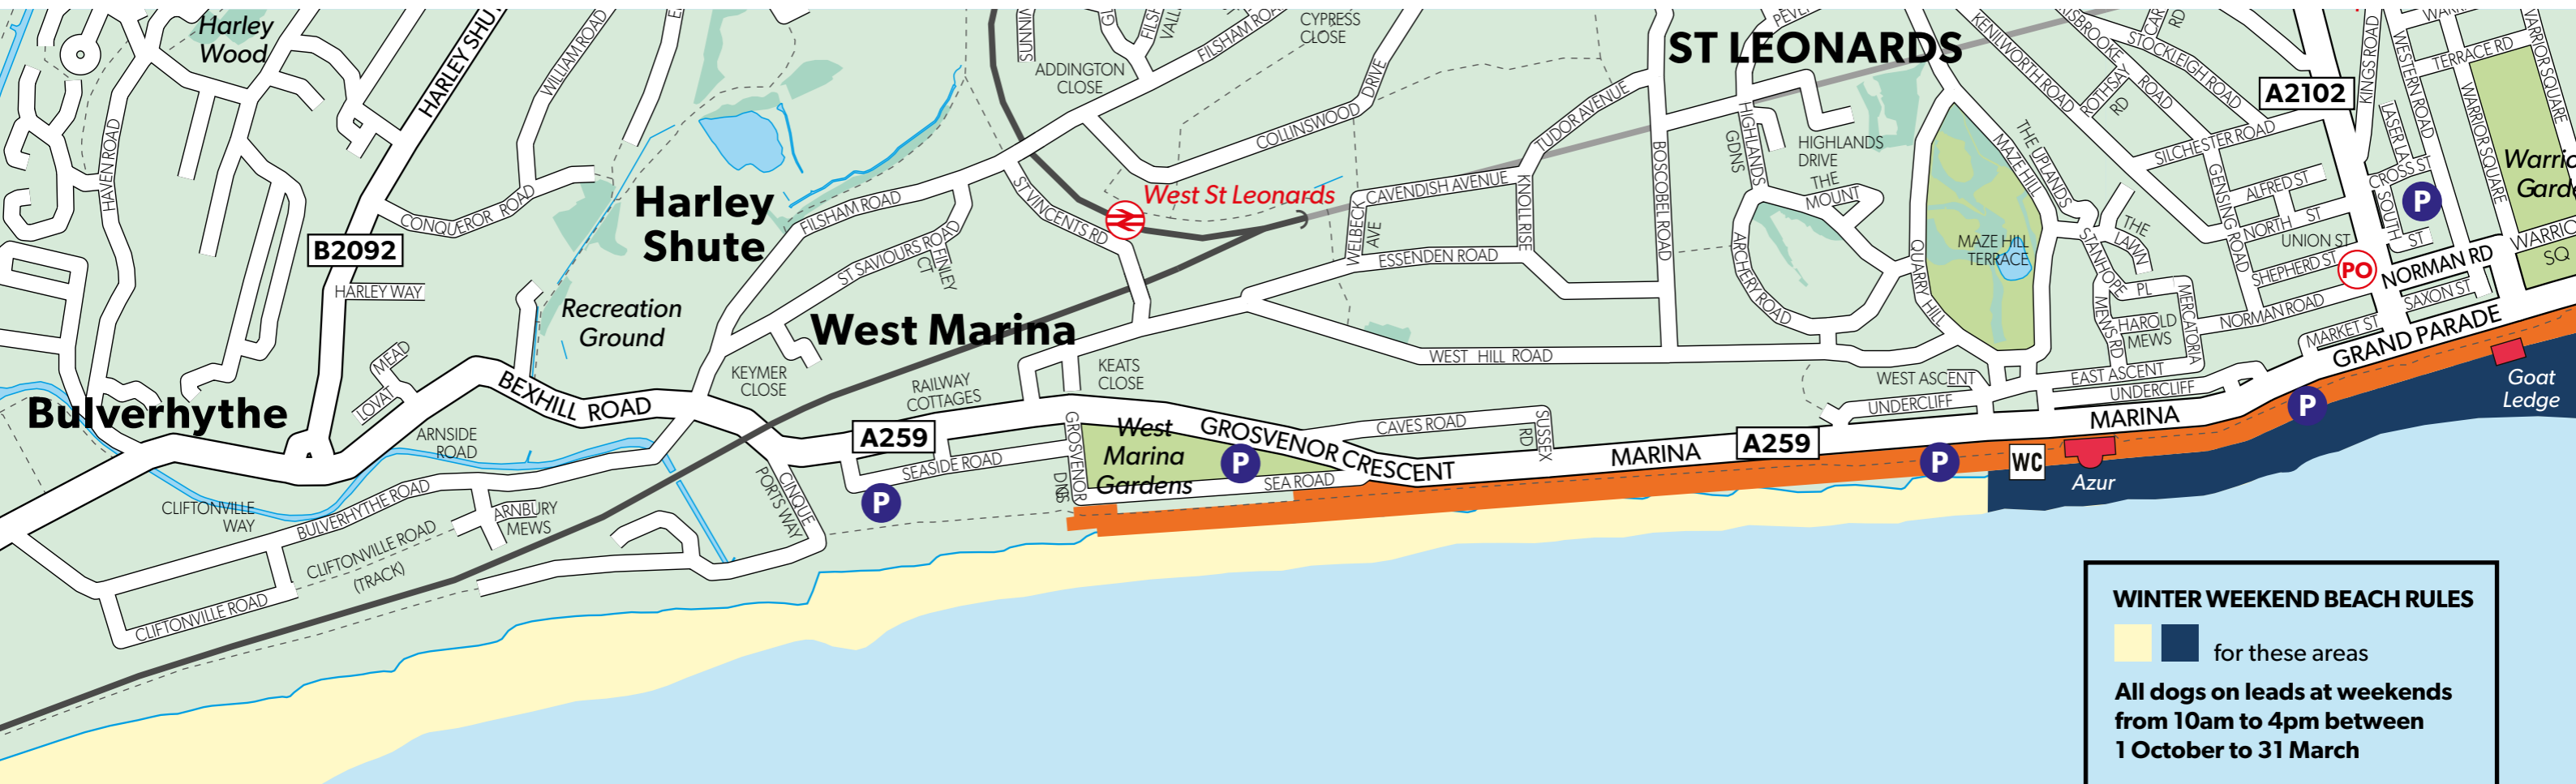 Harley
Wood
HARLEY SHU
WILLIAM ROAD
HAVEN ROAD
CONQUEROR ROAD
B2092
HARLEY WAY
Harley
Shute
Recreation
Ground
MEAD
LOVAT
Bulverhythe
BEXHILL ROAD
ARNSIDE
ROAD
CLIFTONVILLE
WAY
BULVERHYTHE ROAD
ARNBURY
MEWS
CLIFTONVILLE ROAD
(TRACK)
CLIFTONVILLE ROAD
SUNNIN
ADDINGTON
CLOSE
FILSHAM ROA
CYPRESS
CLOSE
COLLINSWOOD DRIVE
FILSHAM ROAD
ST SAVIOURS ROAD
FINLEY
CT
ST VINCENTS RD
West St Leonards
West Marina
KEYMER
CLOSE
RAILWAY
COTTAGES
KEATS
CLOSE
A259
SEASIDE ROAD
P
CINQUE
PORTS WAY
GROSVENOR
GDNS
West
Marina
Gardens
P
GROSVENOR CRESCENT
SEA ROAD
CAVES ROAD
SUSSEX
RD
MARINA
A259
P
WC
Azur
MARINA
P
ST LEONARDS
TUDOR AVENUE
CAVENDISH AVENUE
WELBECK
AVE
KNOLL RISE
ESSENDEN ROAD
WEST HILL ROAD
BOSCOBEL ROAD
PEVE
HIGHLANDS
GDNS
HIGHLANDS
DRIVE
THE
MOUNT
ARCHERY ROAD
QUARRY HILL
MAZE HILL
TERRACE
MAZE HILL
THE UPLANDS
KENILWORTH ROAD
ISBROOKE ROAD
ROTHSAY
RD
STOCKLEIGH ROAD
RD
A2102
KINGS ROAD
WESTERN ROAD
TERRACE RD
WARRIOR SQUARE
WARRIOR SQUARE
Warrio
Garde
SILCHESTER ROAD
GENSING ROAD
ALFRED ST
NORTH ST
UNION ST
SHEPHERD ST
CROSS ST
SOUTH
ST
P
PO
NORMAN RD
WARRIO
SQ
SAXON ST
NORMAN ROAD
MARKET ST
GRAND PARADE
THE
LAWN
STANHOPE
PL
MEWS RD
HAROLD
MEWS
MERCATORIA
WEST ASCENT
UNDERCLIFF
EAST ASCENT
UNDERCLIFF
Goat
Ledge
WINTER WEEKEND BEACH RULES
for these areas
All dogs on leads at weekends
from 10am to 4pm between
1 October to 31 March